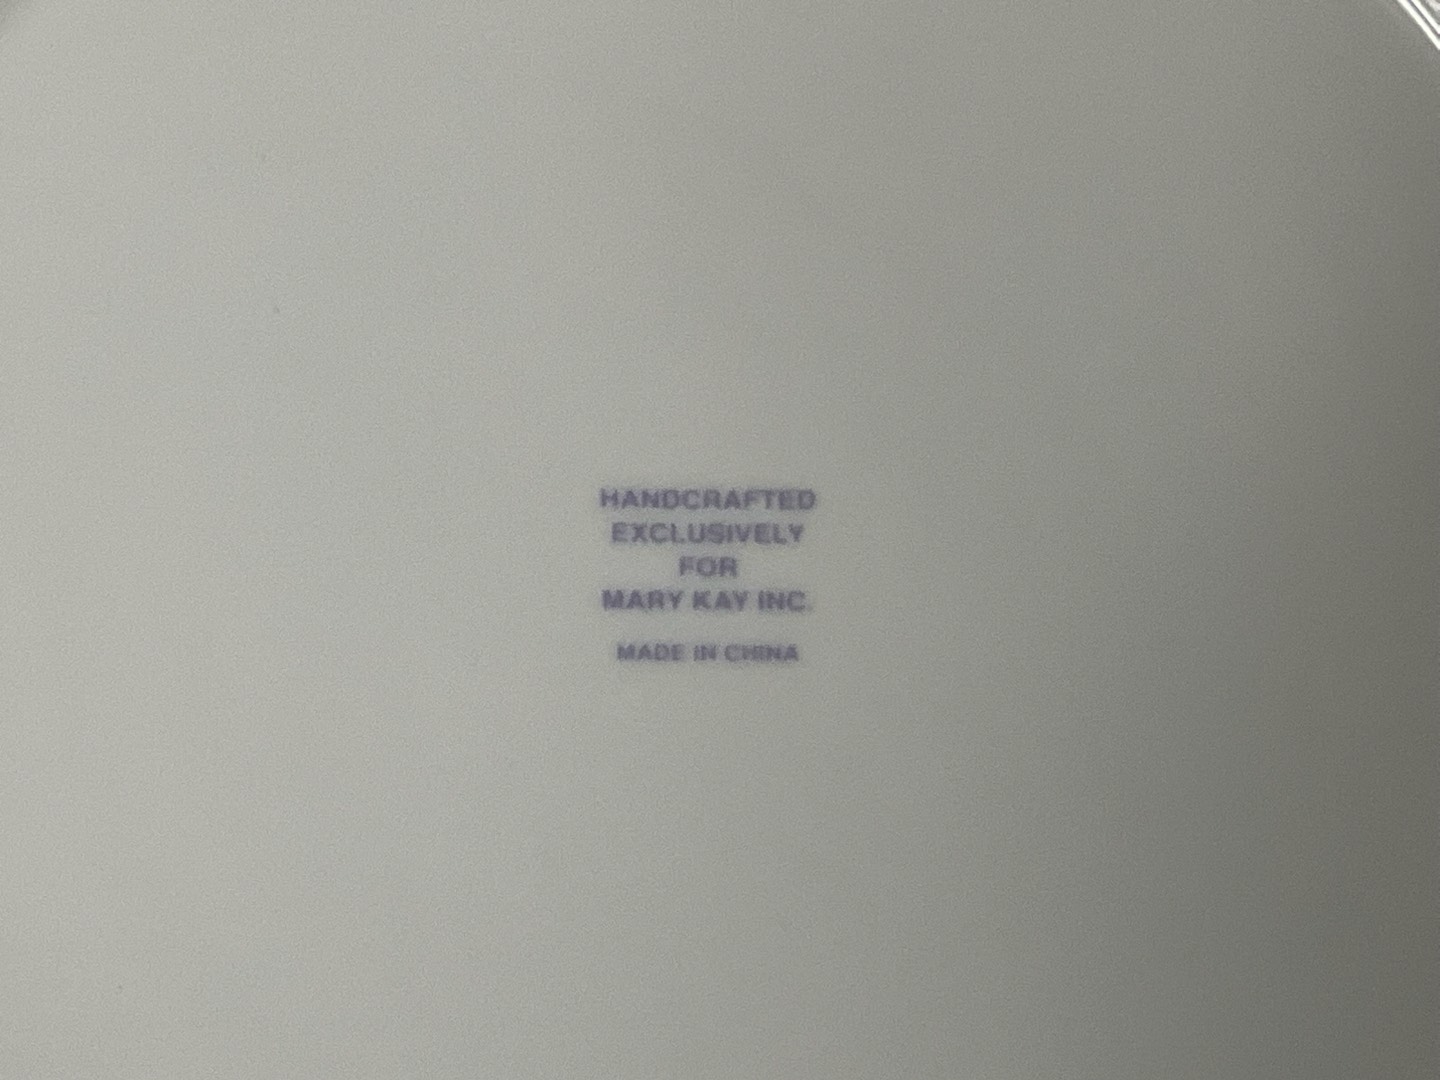 HANDCRAFTED
EXCLUSIVELY
FOR
MARY KAY INC.
MADE IN CHINA